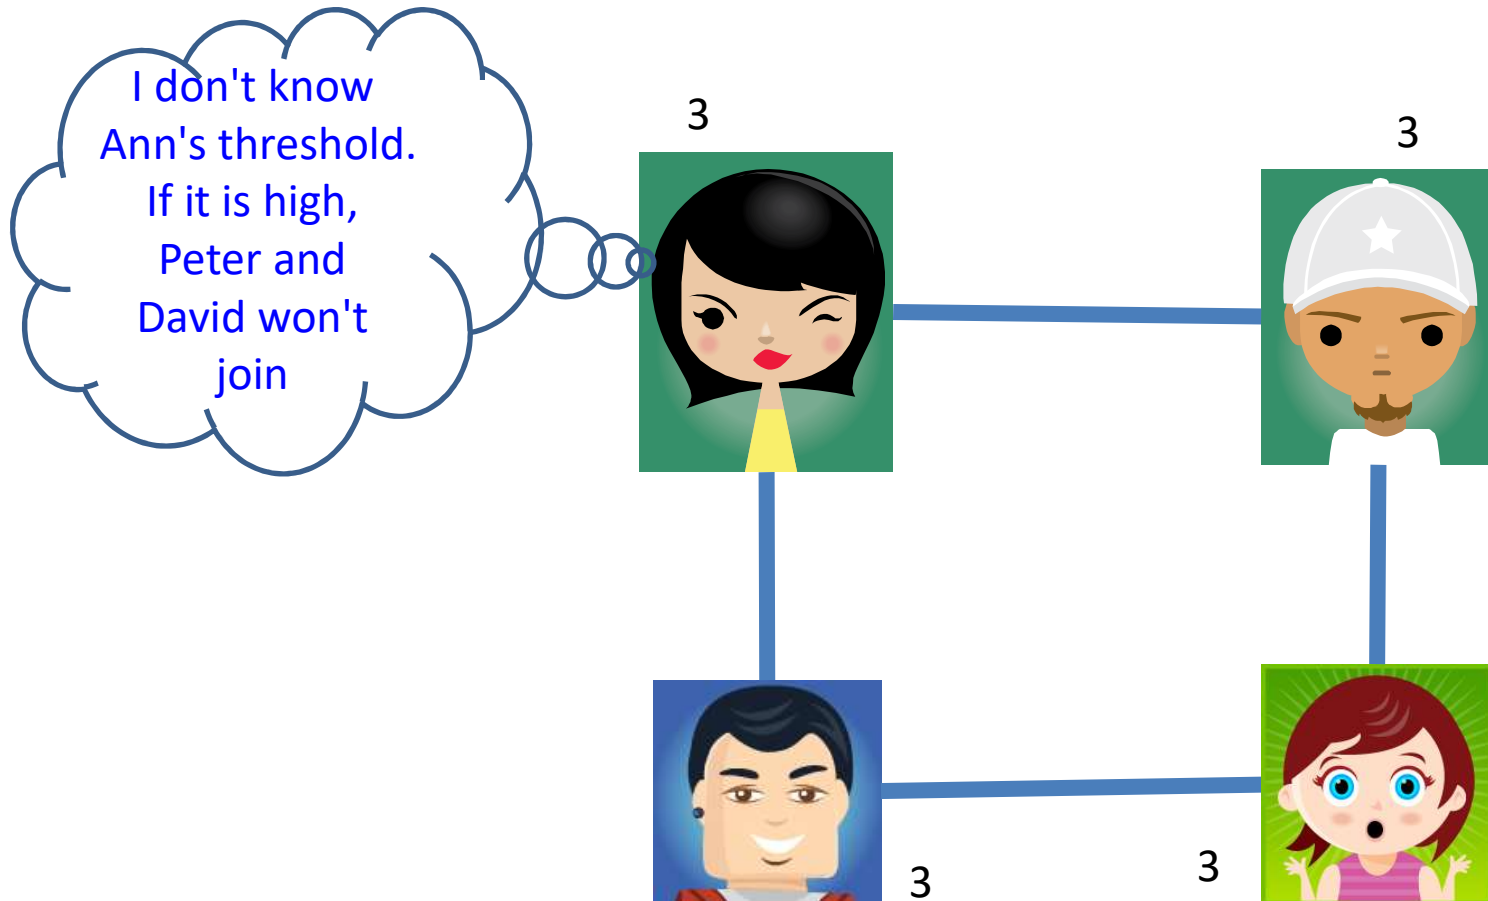 I don't know
Ann's threshold.
If it is high,
Peter and
David won't
join
3
3
3
3